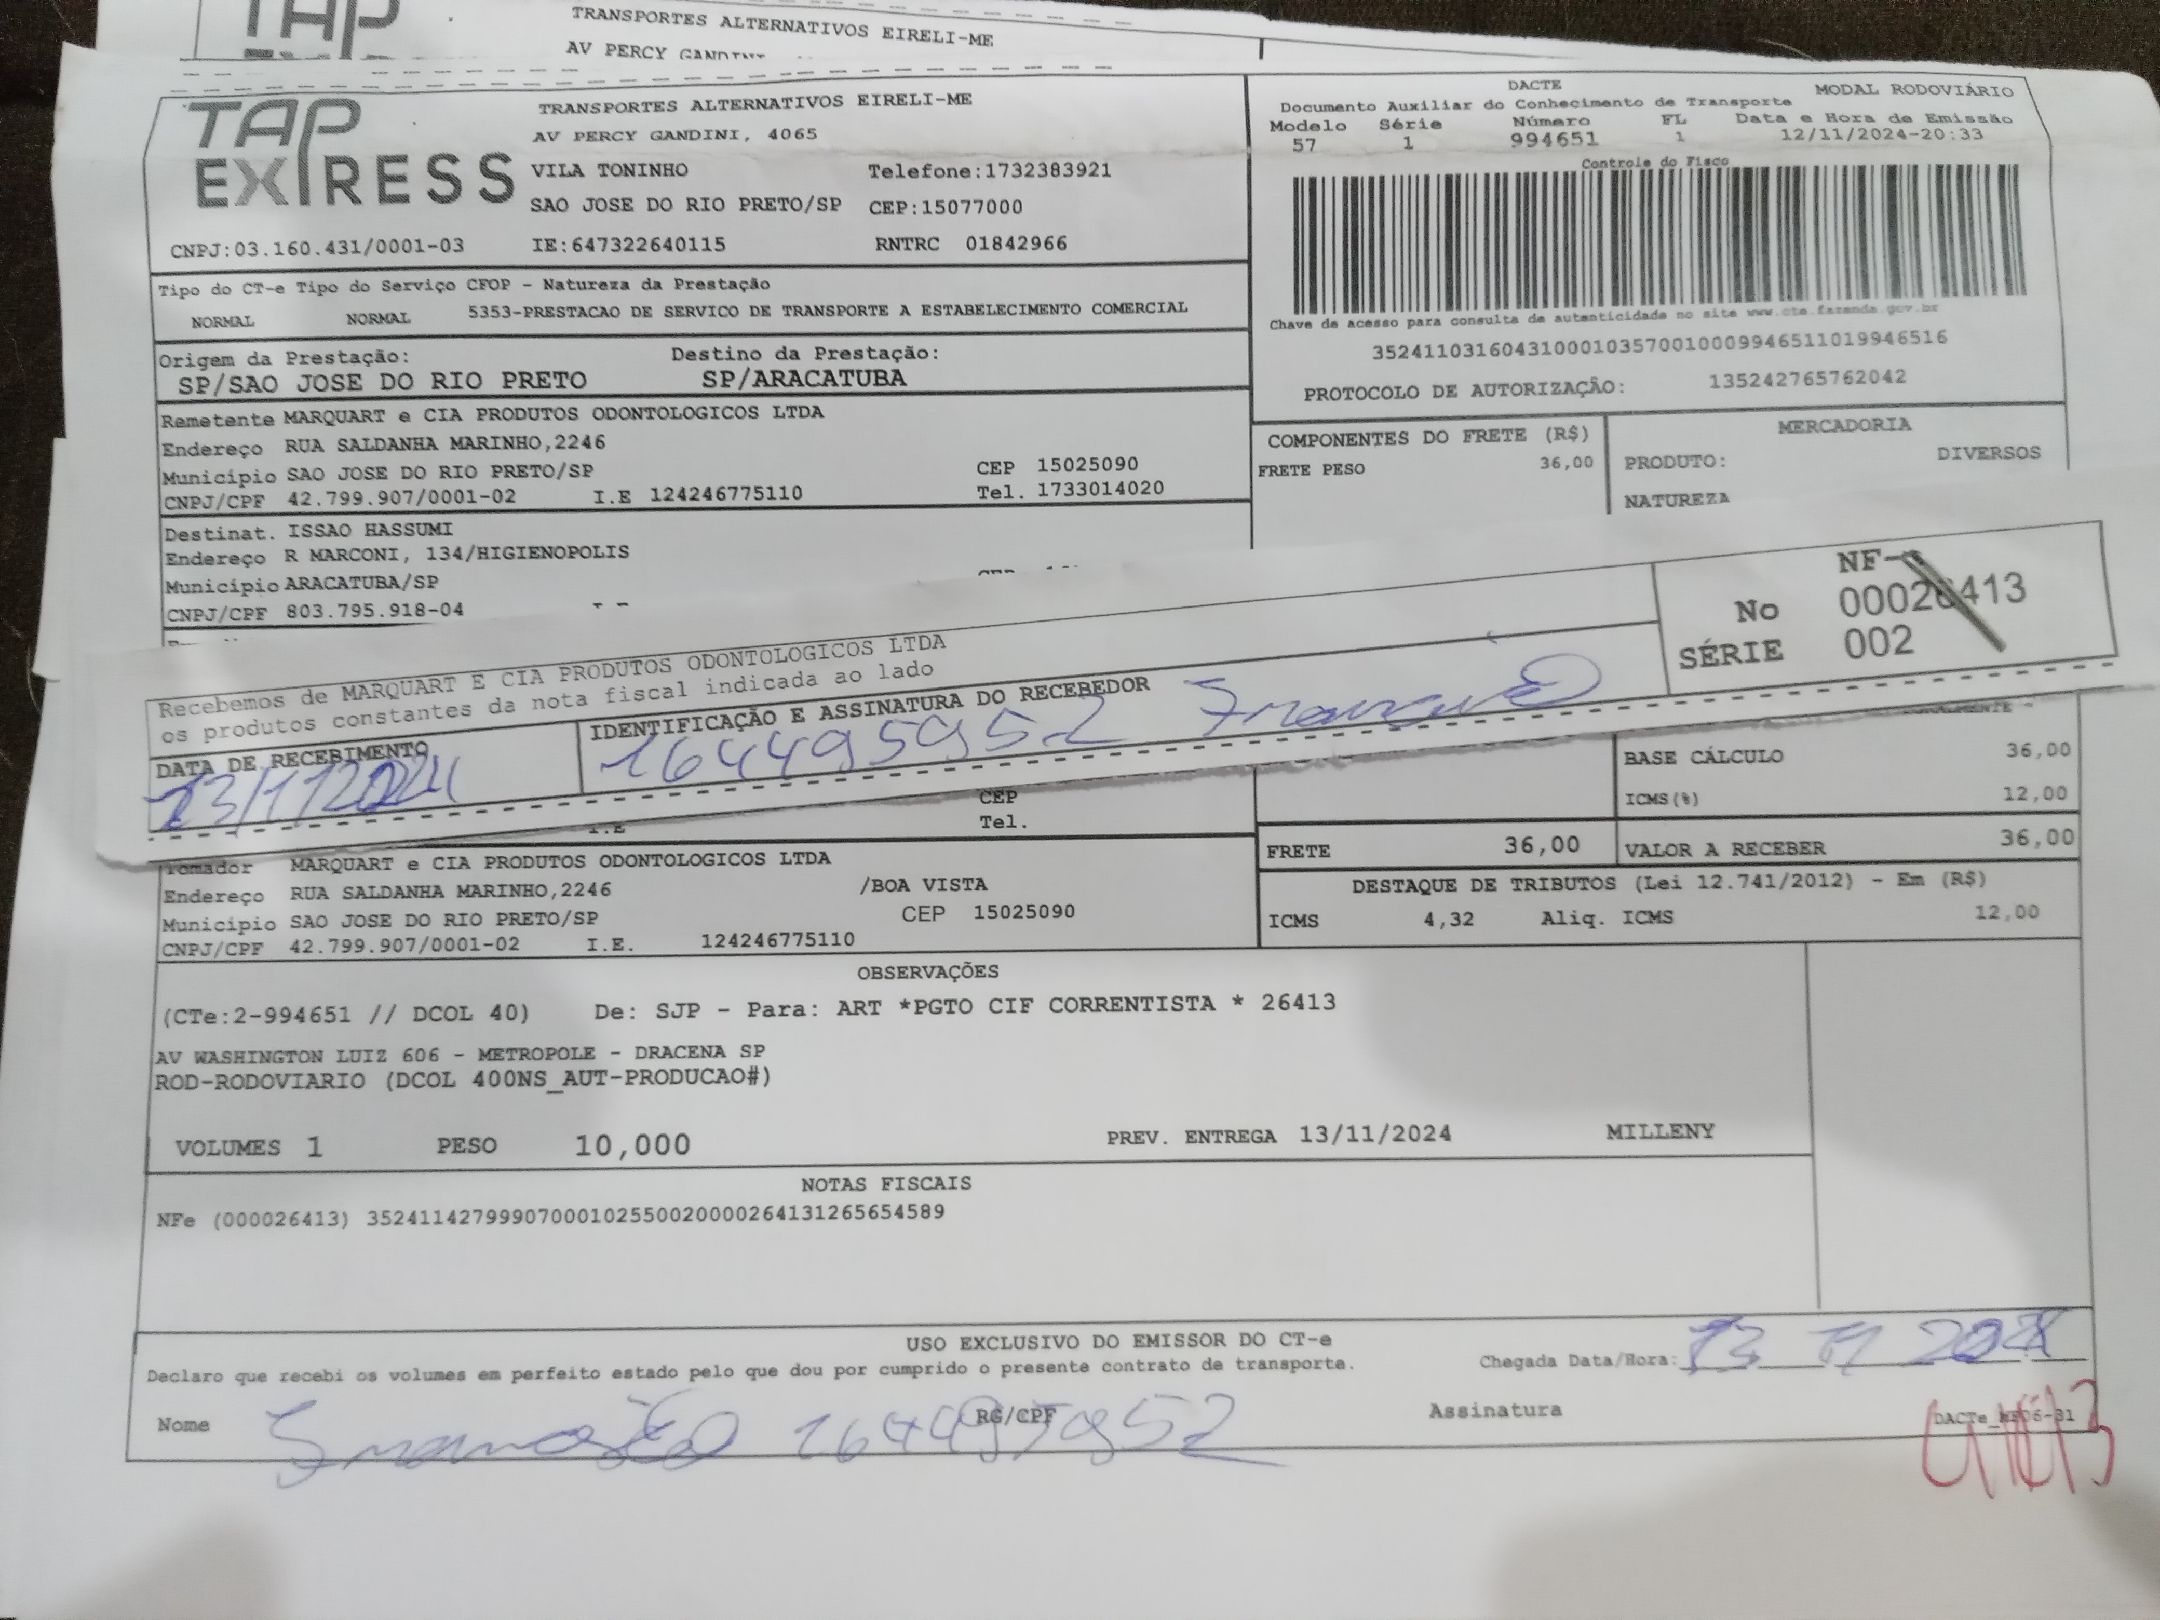 TAP
TRANSPORTES ALTERNATIVOS EIRELI-ME
AV PERCY GANDINI
TAP EXPRESS
TRANSPORTES ALTERNATIVOS EIRELI-ME
AV PERCY GANDINI, 4065
VILA TONINHO Telefone:1732383921
SAO JOSE DO RIO PRETO/SP CEP:15077000
CNPJ:03.160.431/0001-03 IE:647322640115 RNTRC 01842966
DACTE MODAL RODOVIÁRIO
Documento Auxiliar do Conhecimento de Transporte
Modelo Série Número FL Data e Hora de Emissão
57 1 994651 1 12/11/2024-20:33
Controle do Fisco
Chave de acesso para consulta de autenticidade no site www.cte.fazenda.gov.br
35241103160431000103570010009946511019946516
PROTOCOLO DE AUTORIZAÇÃO: 135242765762042
Tipo do CT-e Tipo do Serviço CFOP - Natureza da Prestação
NORMAL NORMAL 5353-PRESTACAO DE SERVICO DE TRANSPORTE A ESTABELECIMENTO COMERCIAL
Origem da Prestação: Destino da Prestação:
SP/SAO JOSE DO RIO PRETO SP/ARACATUBA
Remetente MARQUART e CIA PRODUTOS ODONTOLOGICOS LTDA
Endereço RUA SALDANHA MARINHO,2246
Município SAO JOSE DO RIO PRETO/SP CEP 15025090
CNPJ/CPF 42.799.907/0001-02 I.E 124246775110 Tel. 1733014020
COMPONENTES DO FRETE (R$) MERCADORIA
FRETE PESO 36,00 PRODUTO: DIVERSOS
NATUREZA
Destinat. ISSAO HASSUMI
Endereço R MARCONI, 134/HIGIENOPOLIS
Município ARACATUBA/SP
CNPJ/CPF 803.795.918-04
Recebemos de MARQUART E CIA PRODUTOS ODONTOLOGICOS LTDA
os produtos constantes da nota fiscal indicada ao lado
DATA DE RECEBIMENTO IDENTIFICAÇÃO E ASSINATURA DO RECEBEDOR
13/11/2024 1644959952
NF-
No 00026413
SÉRIE 002
BASE CÁLCULO 36,00
ICMS(%) 12,00
CEP
I.E Tel.
FRETE 36,00 VALOR A RECEBER 36,00
Tomador MARQUART e CIA PRODUTOS ODONTOLOGICOS LTDA
Endereço RUA SALDANHA MARINHO,2246 /BOA VISTA
Município SAO JOSE DO RIO PRETO/SP CEP 15025090
CNPJ/CPF 42.799.907/0001-02 I.E. 124246775110
DESTAQUE DE TRIBUTOS (Lei 12.741/2012) - Em (R$)
ICMS 4,32 Aliq. ICMS 12,00
OBSERVAÇÕES
(CTe:2-994651 // DCOL 40) De: SJP - Para: ART *PGTO CIF CORRENTISTA * 26413
AV WASHINGTON LUIZ 606 - METROPOLE - DRACENA SP
ROD-RODOVIARIO (DCOL 400NS_AUT-PRODUCAO#)
VOLUMES 1 PESO 10,000 PREV. ENTREGA 13/11/2024 MILLENY
NOTAS FISCAIS
NFe (000026413) 35241142799907000102550020000264131265654589
USO EXCLUSIVO DO EMISSOR DO CT-e
Declaro que recebi os volumes em perfeito estado pelo que dou por cumprido o presente contrato de transporte.
Chegada Data/Hora: 13 11 2024
Nome RG/CPF Assinatura